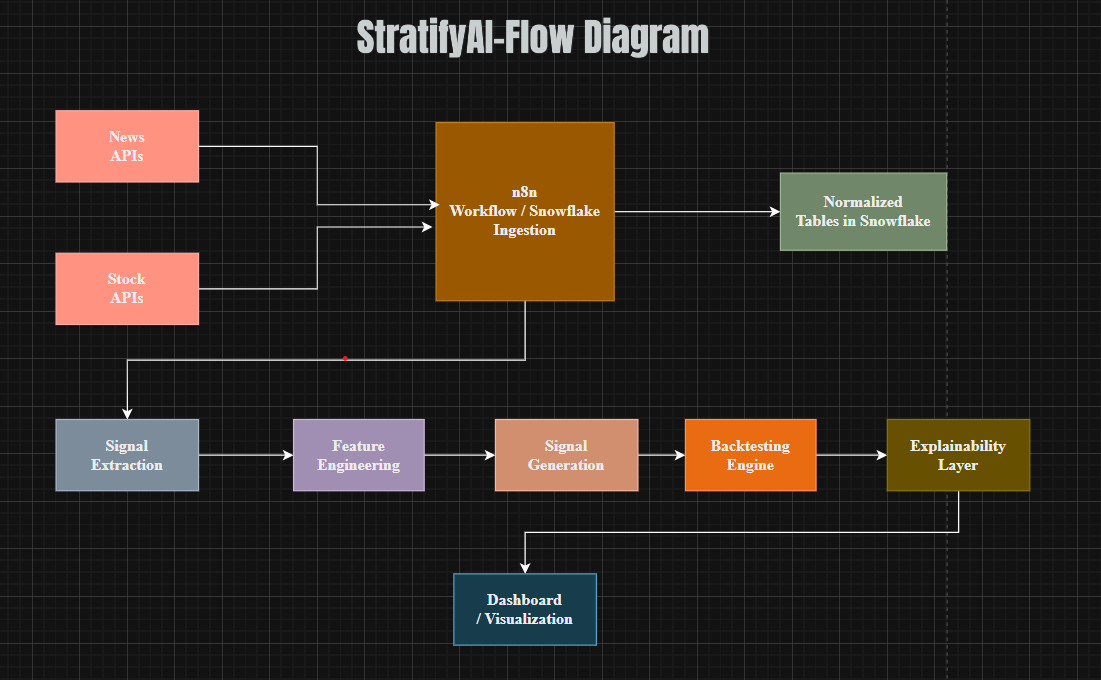 StratifyAI-Flow Diagram
News
APIs
n8n
Workflow / Snowflake
Ingestion
Normalized
Tables in Snowflake
Stock
APIs
Signal
Extraction
Feature
Engineering
Signal
Generation
Backtesting
Engine
Explainability
Layer
Dashboard
/ Visualization